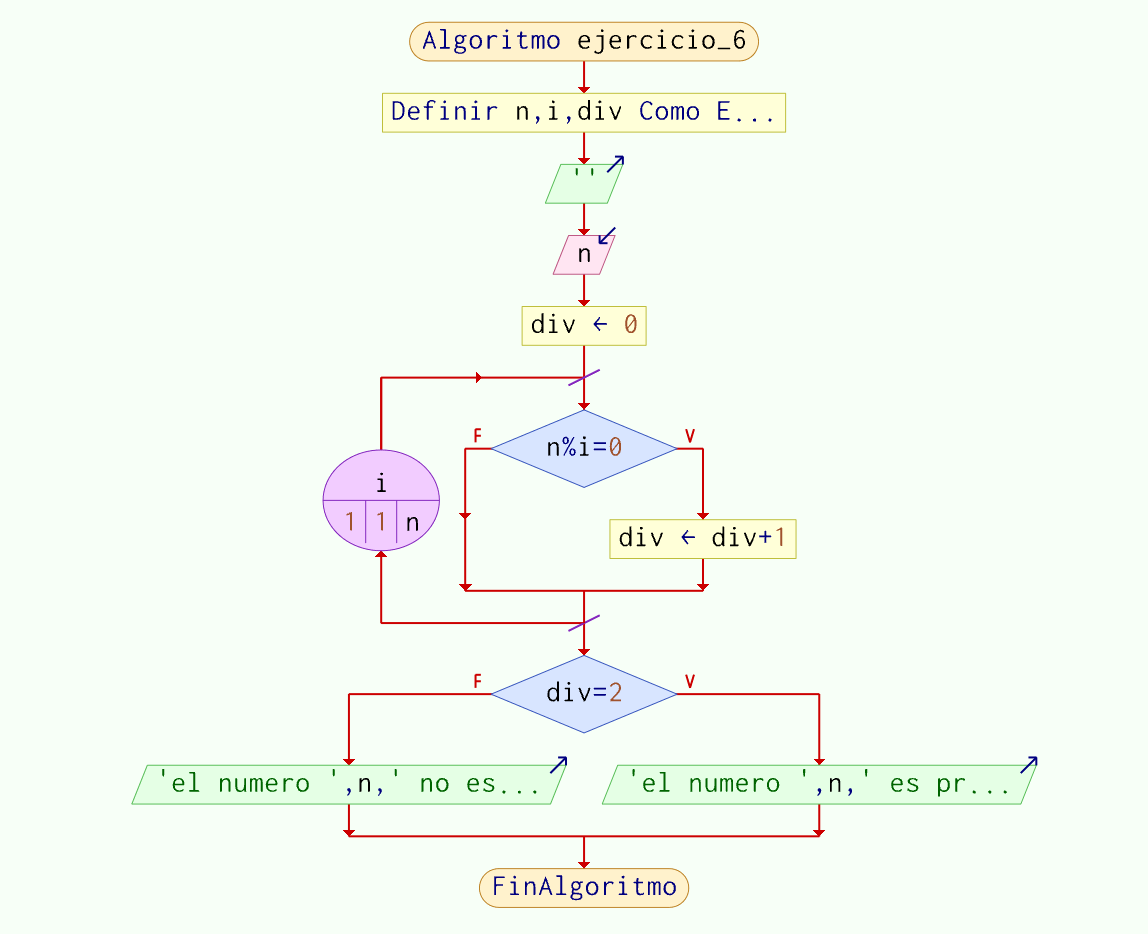 Algoritmo ejercicio_6
Definir n,i,div Como E...
''
n
div ← 0
F
n%i=0
V
i
1 1 n
div ← div+1
F
div=2
V
'el numero ',n,' no es...
'el numero ',n,' es pr...
FinAlgoritmo